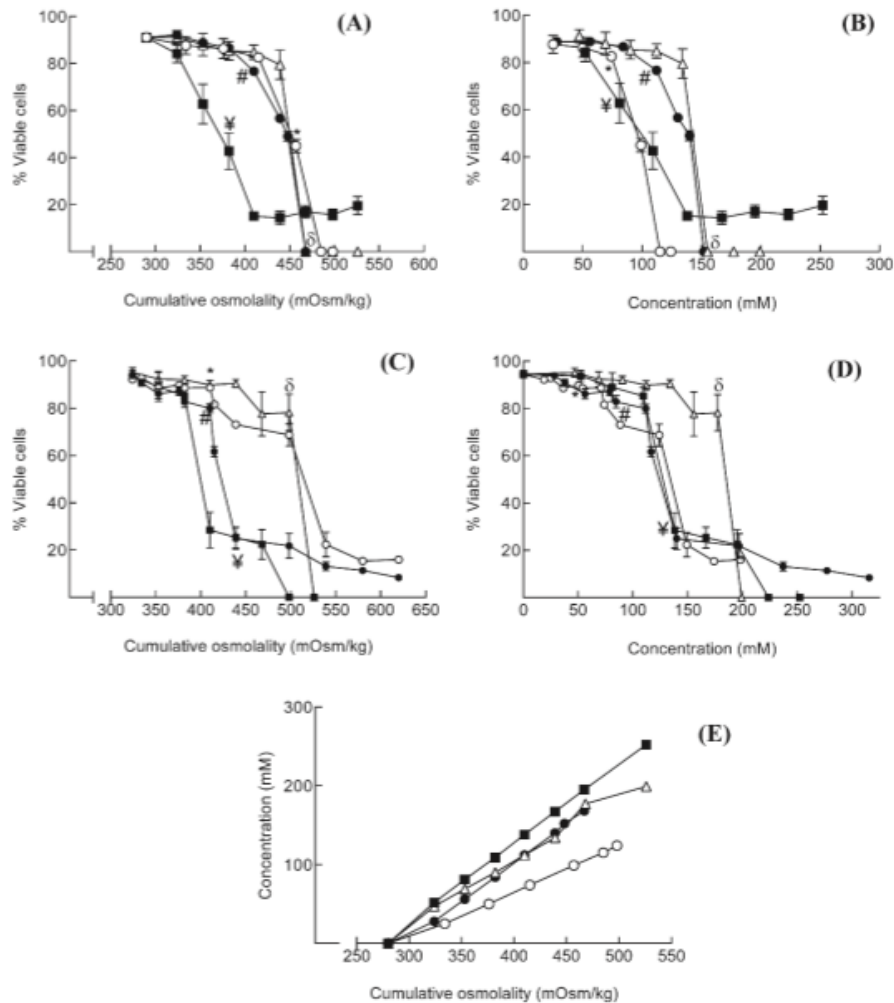 (A)
% Viable cells
100
80
60
40
20
* # ¥ * δ
300 350 400 450 500 550 600
Cumulative osmolality (mOsm/kg)
(B)
% Viable cells
100
80
60
40
20
* # ¥ δ
0 50 100 150 200 250 300
Concentration (mM)
(C)
% Viable cells
100
80
60
40
20
* δ # ¥
300 350 400 450 500 550 600 650
Cumulative osmolality (mOsm/kg)
(D)
% Viable cells
100
80
60
40
20
δ * # ¥
0 50 100 150 200 250 300
Concentration (mM)
(E)
Concentration (mM)
300
200
100
250 300 350 400 450 500 550
Cumulative osmolality (mOsm/kg)